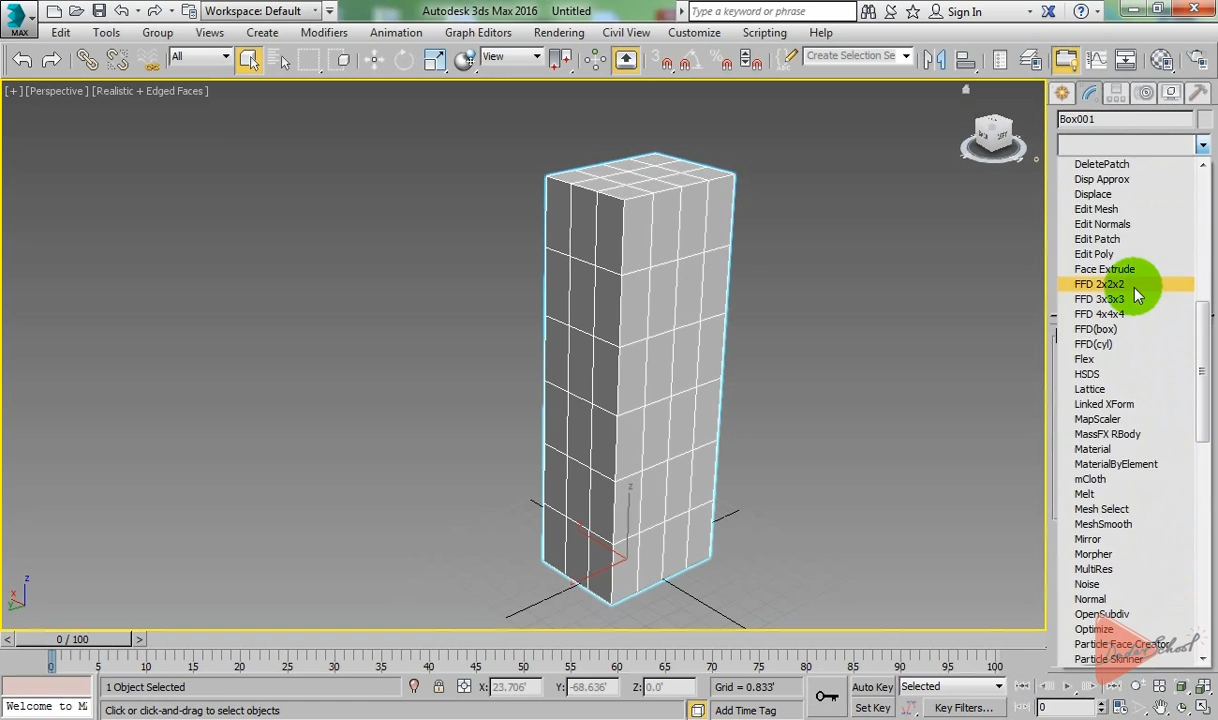 Workspace: Default
Autodesk 3ds Max 2016
Untitled
Type a keyword or phrase
Sign In
MAX
Edit
Tools
Group
Views
Create
Modifiers
Animation
Graph Editors
Rendering
Civil View
Customize
Scripting
Help
All
View
Create Selection Se
[+] [Perspective] [Realistic + Edged Faces]
Box001
DeletePatch
Disp Approx
Displace
Edit Mesh
Edit Normals
Edit Patch
Edit Poly
Face Extrude
FFD 2x2x2
FFD 3x3x3
FFD 4x4x4
FFD(box)
FFD(cyl)
Flex
HSDS
Lattice
Linked XForm
MapScaler
MassFX RBody
Material
MaterialByElement
mCloth
Melt
Mesh Select
MeshSmooth
Mirror
Morpher
MultiRes
Noise
Normal
OpenSubdiv
Optimize
Particle Face Creator
Particle Skinner
z
z
x
y
< 0 / 100 >
0 5 10 15 20 25 30 35 40 45 50 55 60 65 70 75 80 85 90 95 100
1 Object Selected
X: 23.706'
Y: -68.636'
Z: 0.0'
Grid = 0.833'
Auto Key
Selected
Welcome to M
Click or click-and-drag to select objects
Add Time Tag
Set Key
Key Filters...
0